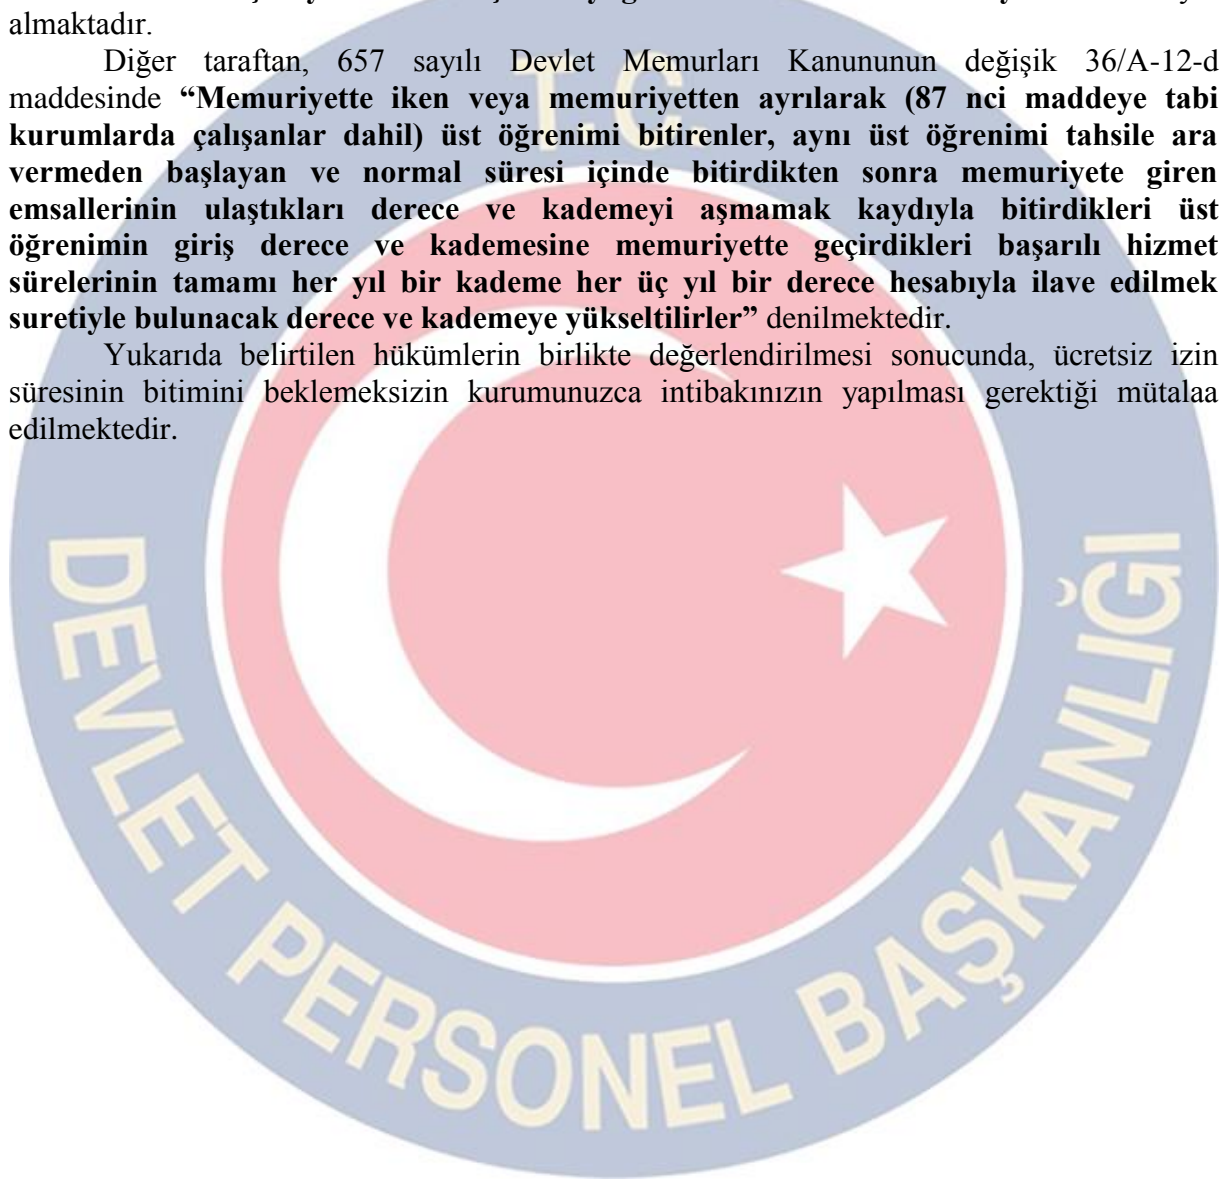 almaktadır.
Diğer taraftan, 657 sayılı Devlet Memurları Kanununun değişik 36/A-12-d
maddesinde “Memuriyette iken veya memuriyetten ayrılarak (87 nci maddeye tabi
kurumlarda çalışanlar dahil) üst öğrenimi bitirenler, aynı üst öğrenimi tahsile ara
vermeden başlayan ve normal süresi içinde bitirdikten sonra memuriyete giren
emsallerinin ulaştıkları derece ve kademeyi aşmamak kaydıyla bitirdikleri üst
öğrenimin giriş derece ve kademesine memuriyette geçirdikleri başarılı hizmet
sürelerinin tamamı her yıl bir kademe her üç yıl bir derece hesabıyla ilave edilmek
suretiyle bulunacak derece ve kademeye yükseltilirler” denilmektedir.
Yukarıda belirtilen hükümlerin birlikte değerlendirilmesi sonucunda, ücretsiz izin
süresinin bitimini beklemeksizin kurumunuzca intibakınızın yapılması gerektiği mütalaa
edilmektedir.
T.C.
DEVLET PERSONEL BAŞKANLIĞI